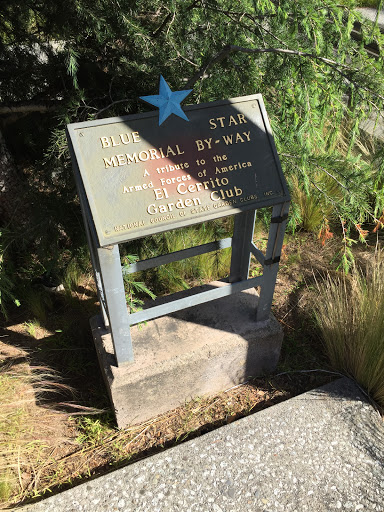 BLUE STAR
MEMORIAL BY-WAY
A tribute to the
Armed Forces of America
El Cerrito
Garden Club
NATIONAL COUNCIL OF STATE GARDEN CLUBS INC.